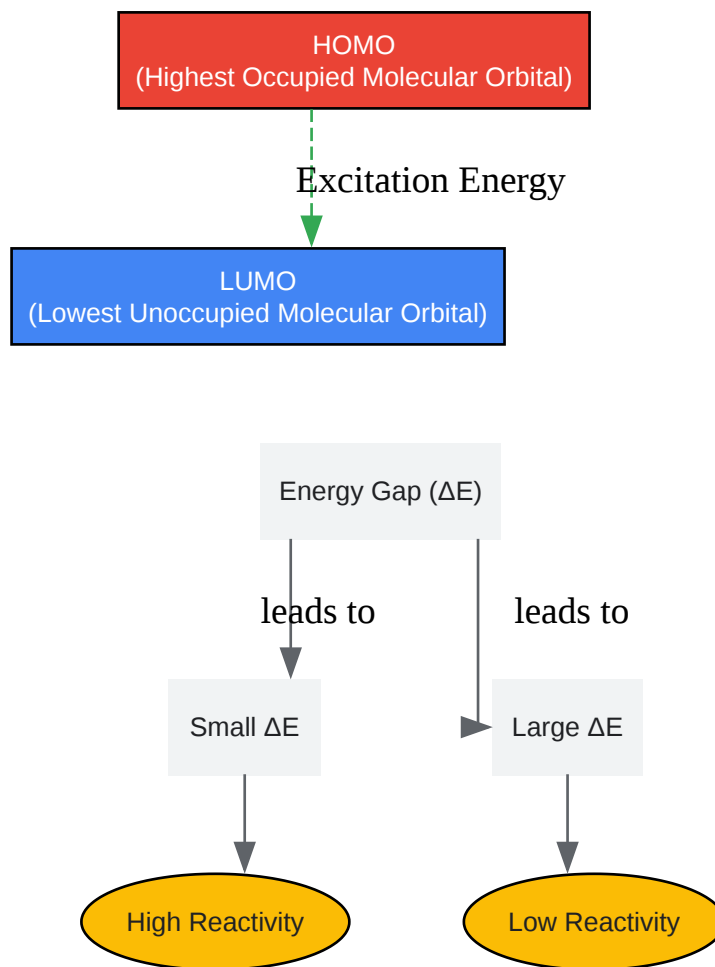 HOMO
(Highest Occupied Molecular Orbital)
Excitation Energy
LUMO
(Lowest Unoccupied Molecular Orbital)
Energy Gap (ΔE)
leads to
leads to
Small ΔE
Large ΔE
High Reactivity
Low Reactivity